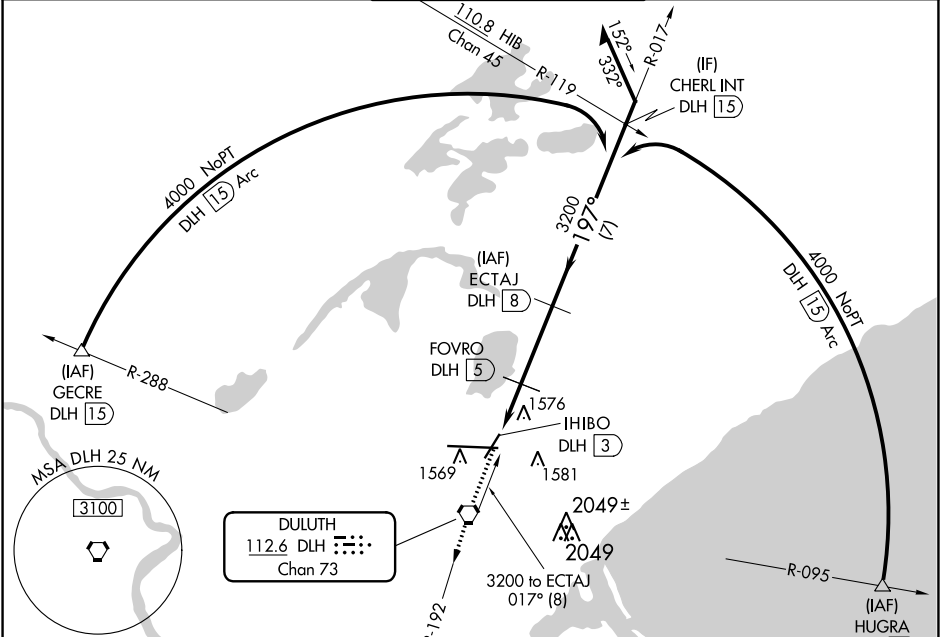 110.8 HIB
Chan 45
R-119
152°
332°
R-017
(IF)
CHERL INT
DLH 15
4000 NoPT
DLH 15 Arc
3200
197°
(7)
(IAF)
ECTAJ
DLH 8
4000 NoPT
DLH 15 Arc
(IAF)
GECRE
DLH 15
R-288
FOVRO
DLH 5
1576
IHIBO
DLH 3
1569
1581
MSA DLH 25 NM
3100
DULUTH
112.6 DLH
Chan 73
2049±
2049
3200 to ECTAJ
017° (8)
R-095
(IAF)
HUGRA
-192